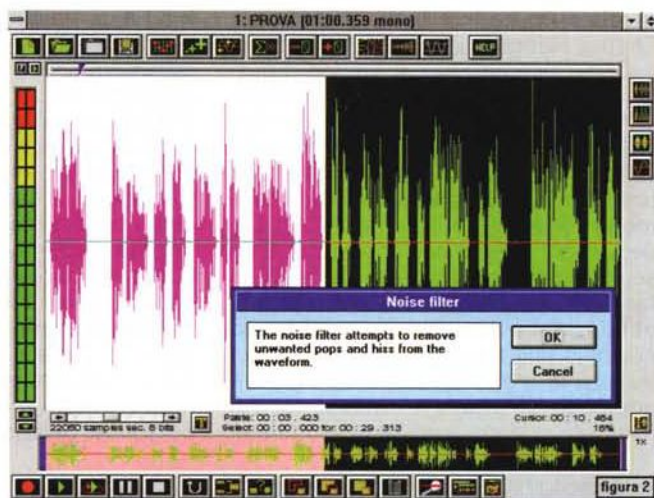 1: PROVA [01:00.359 mono]
HELP
Noise filter
The noise filter attempts to remove
unwanted pops and hiss from the
waveform.
OK
Cancel
22050 samples sec. 8 bits
Paste: 00 : 03 . 423
Select: 00 : 00 . 000 for: 00 : 29 . 313
Cursor: 00 : 10 . 464
16%
1x
figura 2